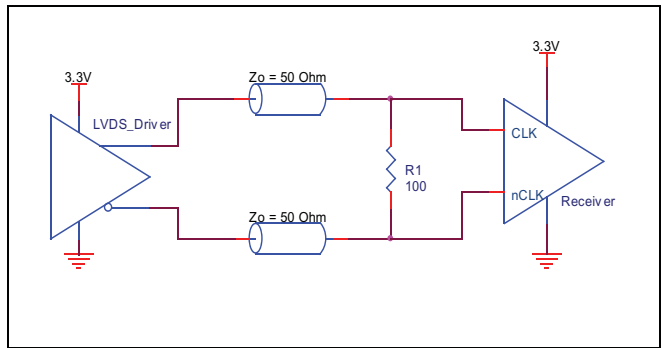 3.3V
Zo = 50 Ohm
3.3V
LVDS_Driver
CLK
R1
100
nCLK
Receiver
Zo = 50 Ohm